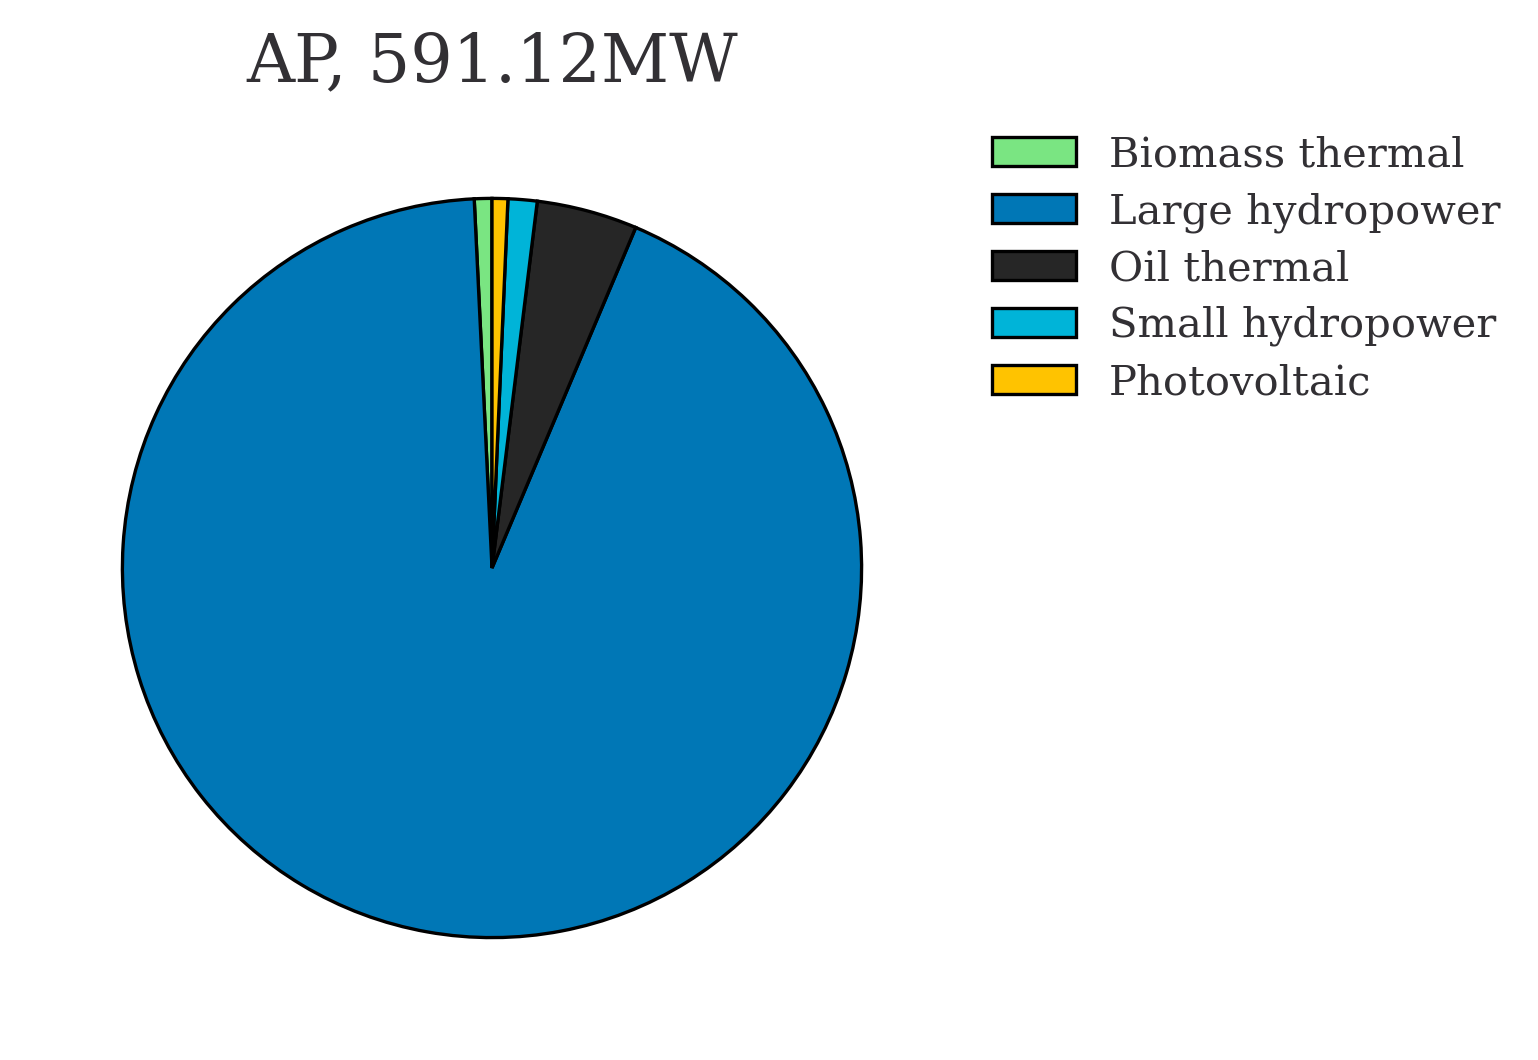 AP, 591.12MW
Biomass thermal
Large hydropower
Oil thermal
Small hydropower
Photovoltaic